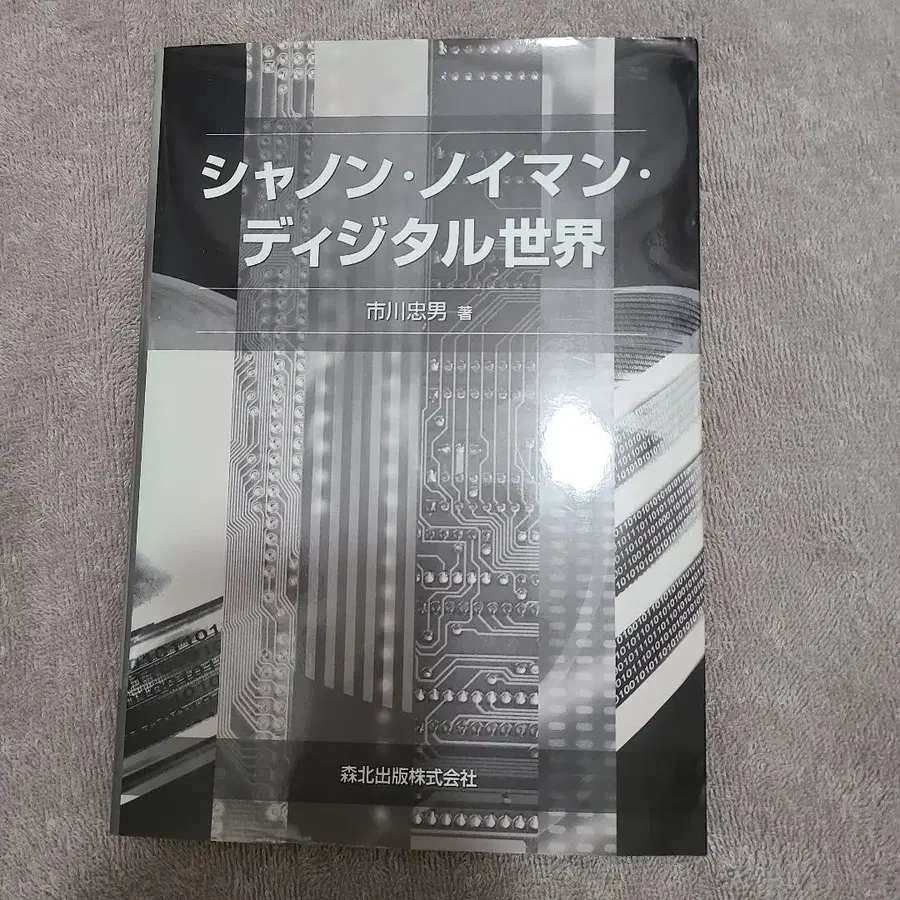 シャノン・ノイマン・
ディジタル世界
市川忠男 著
森北出版株式会社